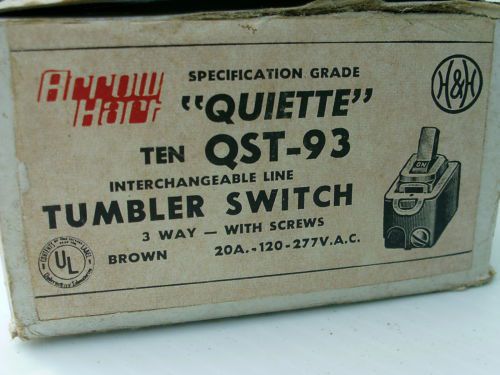 SPECIFICATION GRADE
Arrow
Hart
"QUIETTE"
H&H
TEN QST-93
INTERCHANGEABLE LINE
TUMBLER SWITCH
3 WAY — WITH SCREWS
BROWN 20A.-120-277V.A.C.
ON
UL